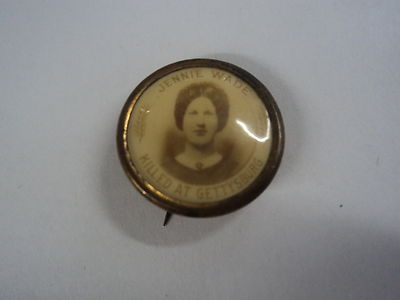 JENNIE WADE
KILLED AT GETTYSBURG